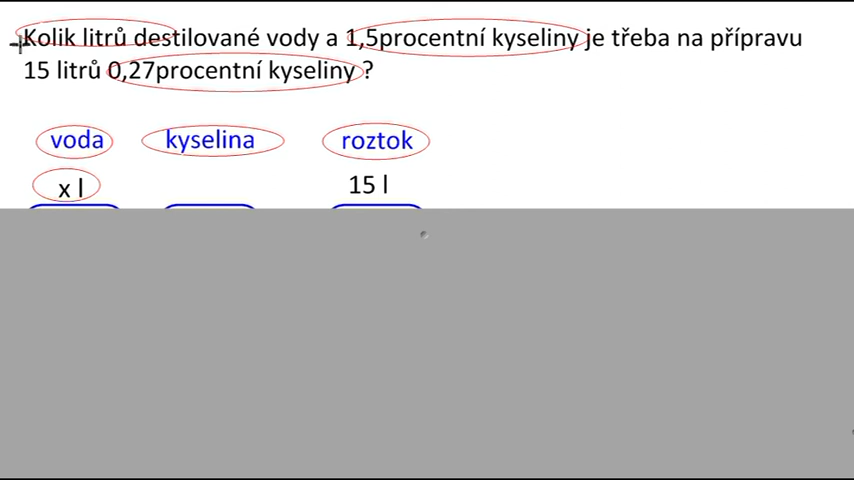 Kolik litrů destilované vody a 1,5procentní kyseliny je třeba na přípravu
15 litrů 0,27procentní kyseliny ?
voda kyselina roztok
x l 15 l